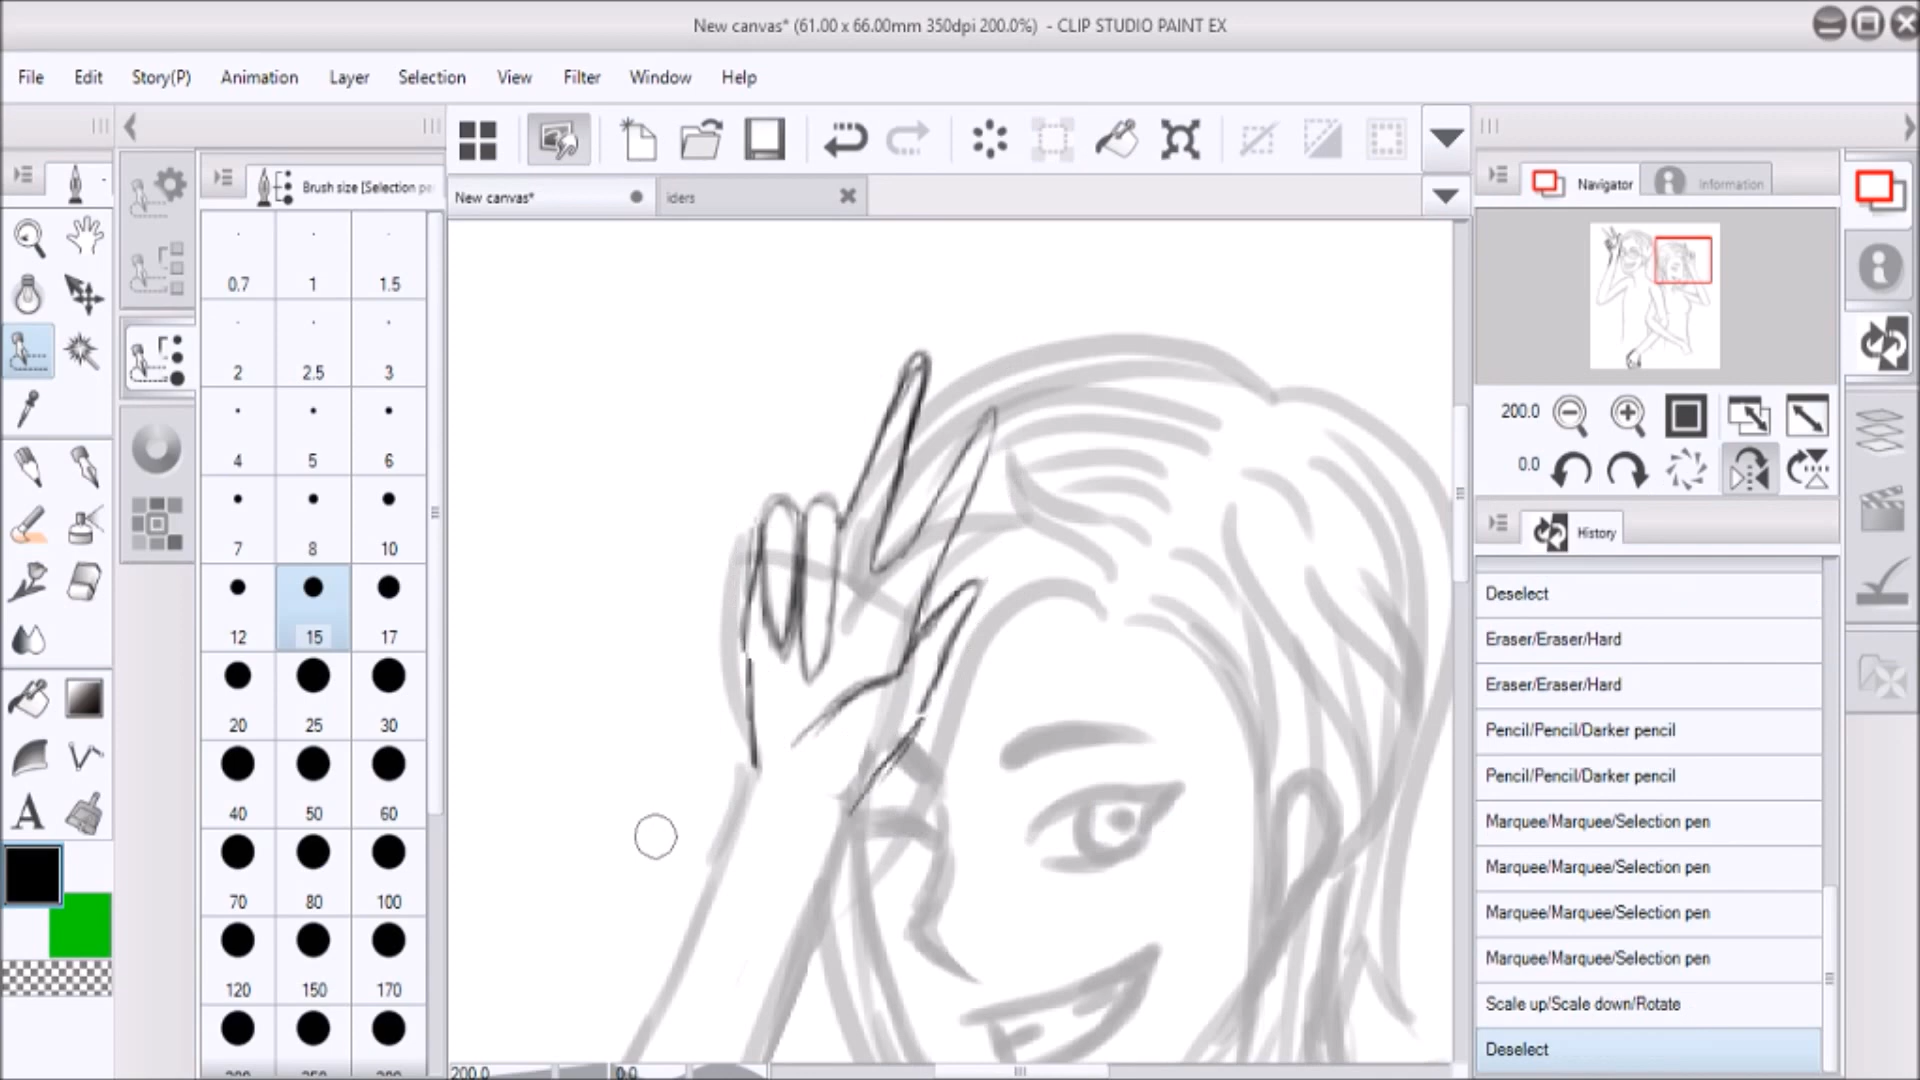 New canvas* (61.00 x 66.00mm 350dpi 200.0%) - CLIP STUDIO PAINT EX
File Edit Story(P) Animation Layer Selection View Filter Window Help
Brush size [Selection pe
New canvas* iders
Navigator Information
0.7 1 1.5
2 2.5 3
4 5 6
7 8 10
12 15 17
20 25 30
40 50 60
70 80 100
120 150 170
200.0
0.0
History
Deselect
Eraser/Eraser/Hard
Eraser/Eraser/Hard
Pencil/Pencil/Darker pencil
Pencil/Pencil/Darker pencil
Marquee/Marquee/Selection pen
Marquee/Marquee/Selection pen
Marquee/Marquee/Selection pen
Marquee/Marquee/Selection pen
Scale up/Scale down/Rotate
Deselect
A
200.0 0.0